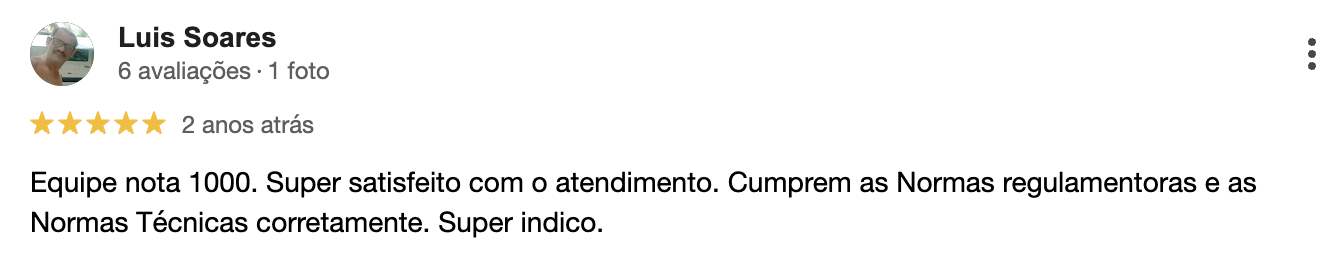 Luis Soares
6 avaliações · 1 foto
2 anos atrás
Equipe nota 1000. Super satisfeito com o atendimento. Cumprem as Normas regulamentoras e as
Normas Técnicas corretamente. Super indico.